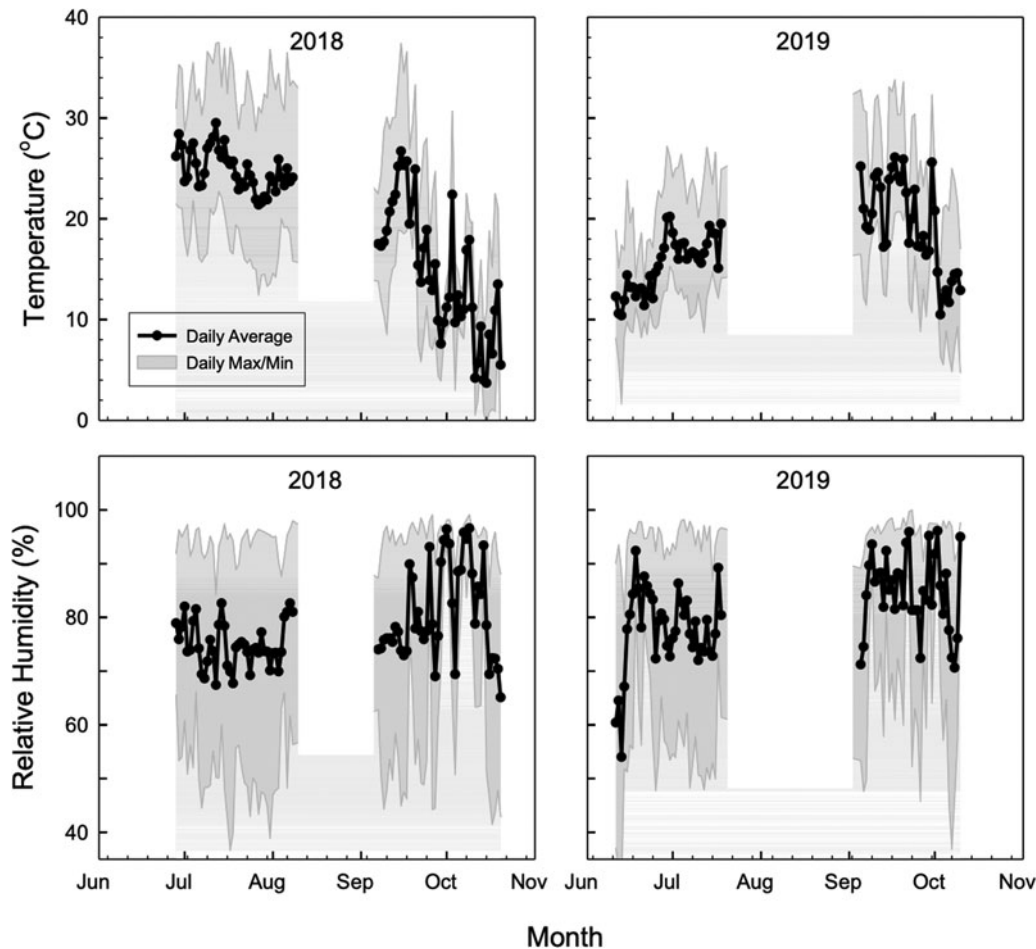 2018
2019
Temperature (°C)
40
30
20
10
0
Daily Average
Daily Max/Min
2018
2019
Relative Humidity (%)
100
80
60
40
Jun Jul Aug Sep Oct Nov
Jun Jul Aug Sep Oct Nov
Month